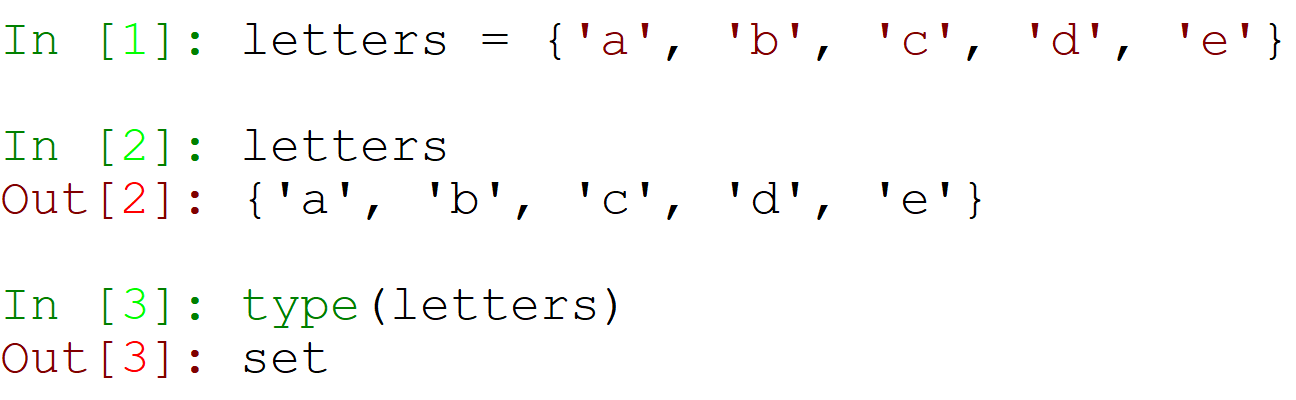 In [1]: letters = {'a', 'b', 'c', 'd', 'e'}
In [2]: letters
Out[2]: {'a', 'b', 'c', 'd', 'e'}
In [3]: type(letters)
Out[3]: set